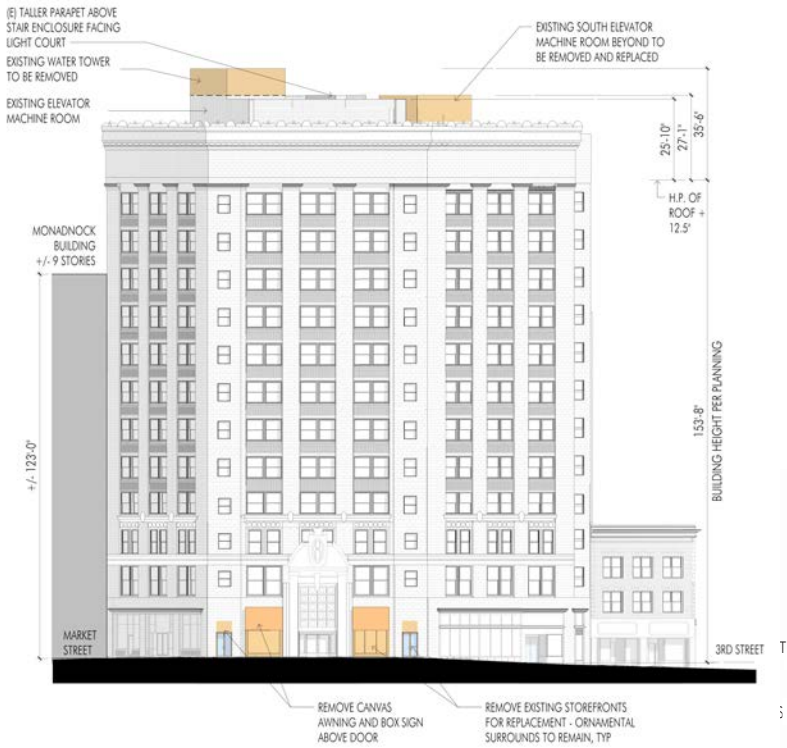 (E) TALLER PARAPET ABOVE
STAIR ENCLOSURE FACING
LIGHT COURT
EXISTING WATER TOWER
TO BE REMOVED
EXISTING ELEVATOR
MACHINE ROOM
EXISTING SOUTH ELEVATOR
MACHINE ROOM BEYOND TO
BE REMOVED AND REPLACED
25'-10"
27'-1"
35'-6"
H.P. OF
ROOF +
12.5'
MONADNOCK
BUILDING
+/- 9 STORIES
+/- 123'-0"
153'-8"
BUILDING HEIGHT PER PLANNING
MARKET
STREET
3RD STREET
T
REMOVE CANVAS
AWNING AND BOX SIGN
ABOVE DOOR
REMOVE EXISTING STOREFRONTS
FOR REPLACEMENT - ORNAMENTAL
SURROUNDS TO REMAIN, TYP